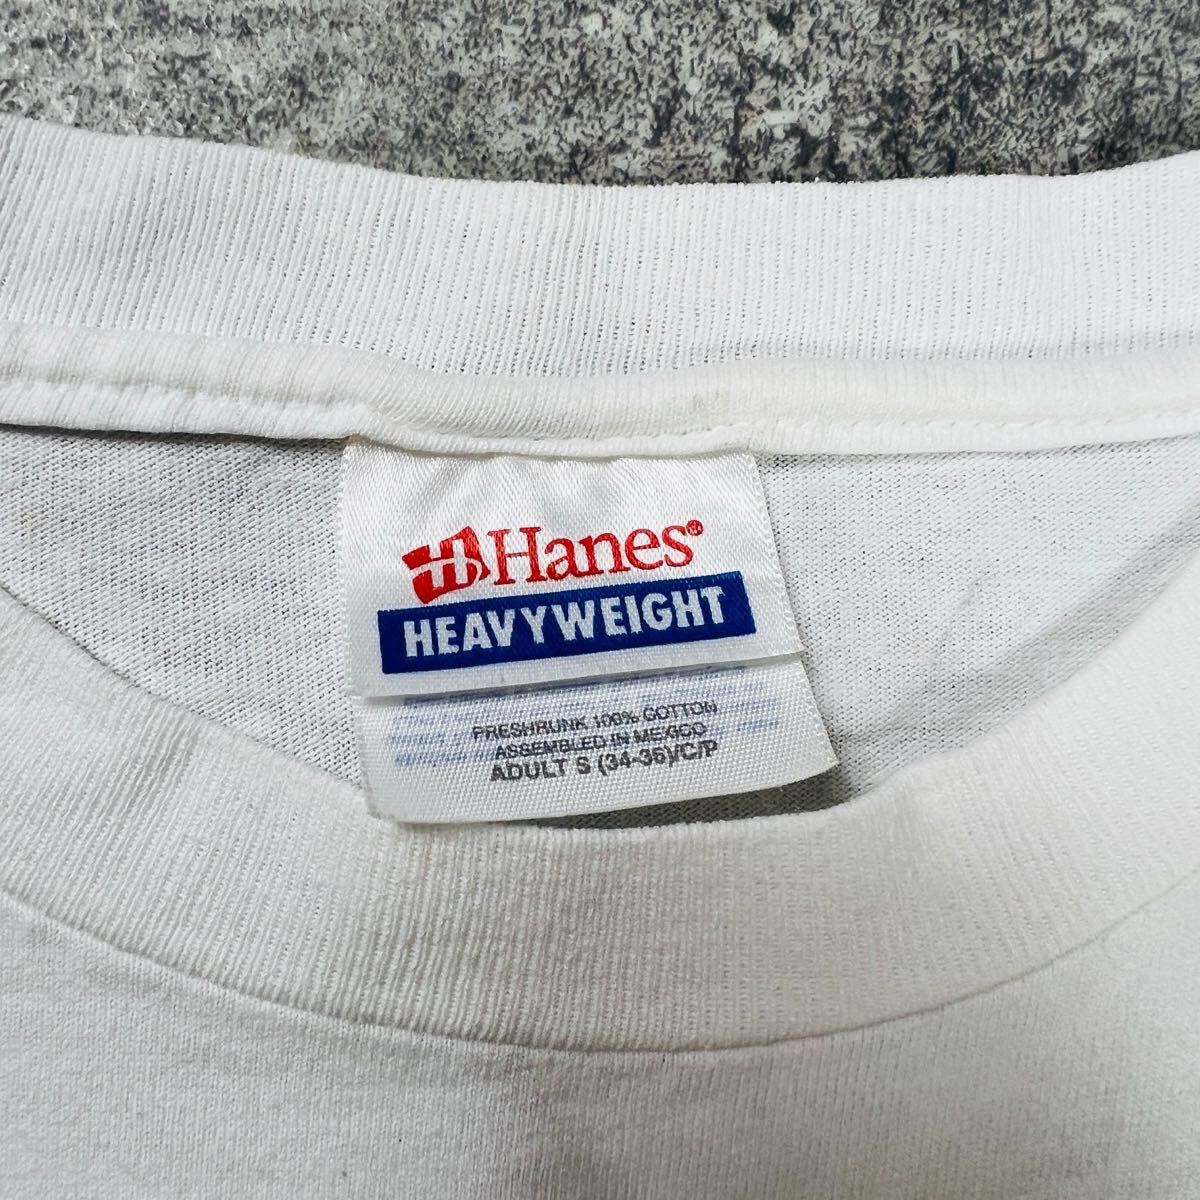 Hanes®
HEAVYWEIGHT
PRESHRUNK 100% COTTON
ASSEMBLED IN MEXICO
ADULT S (34-36)/C/P